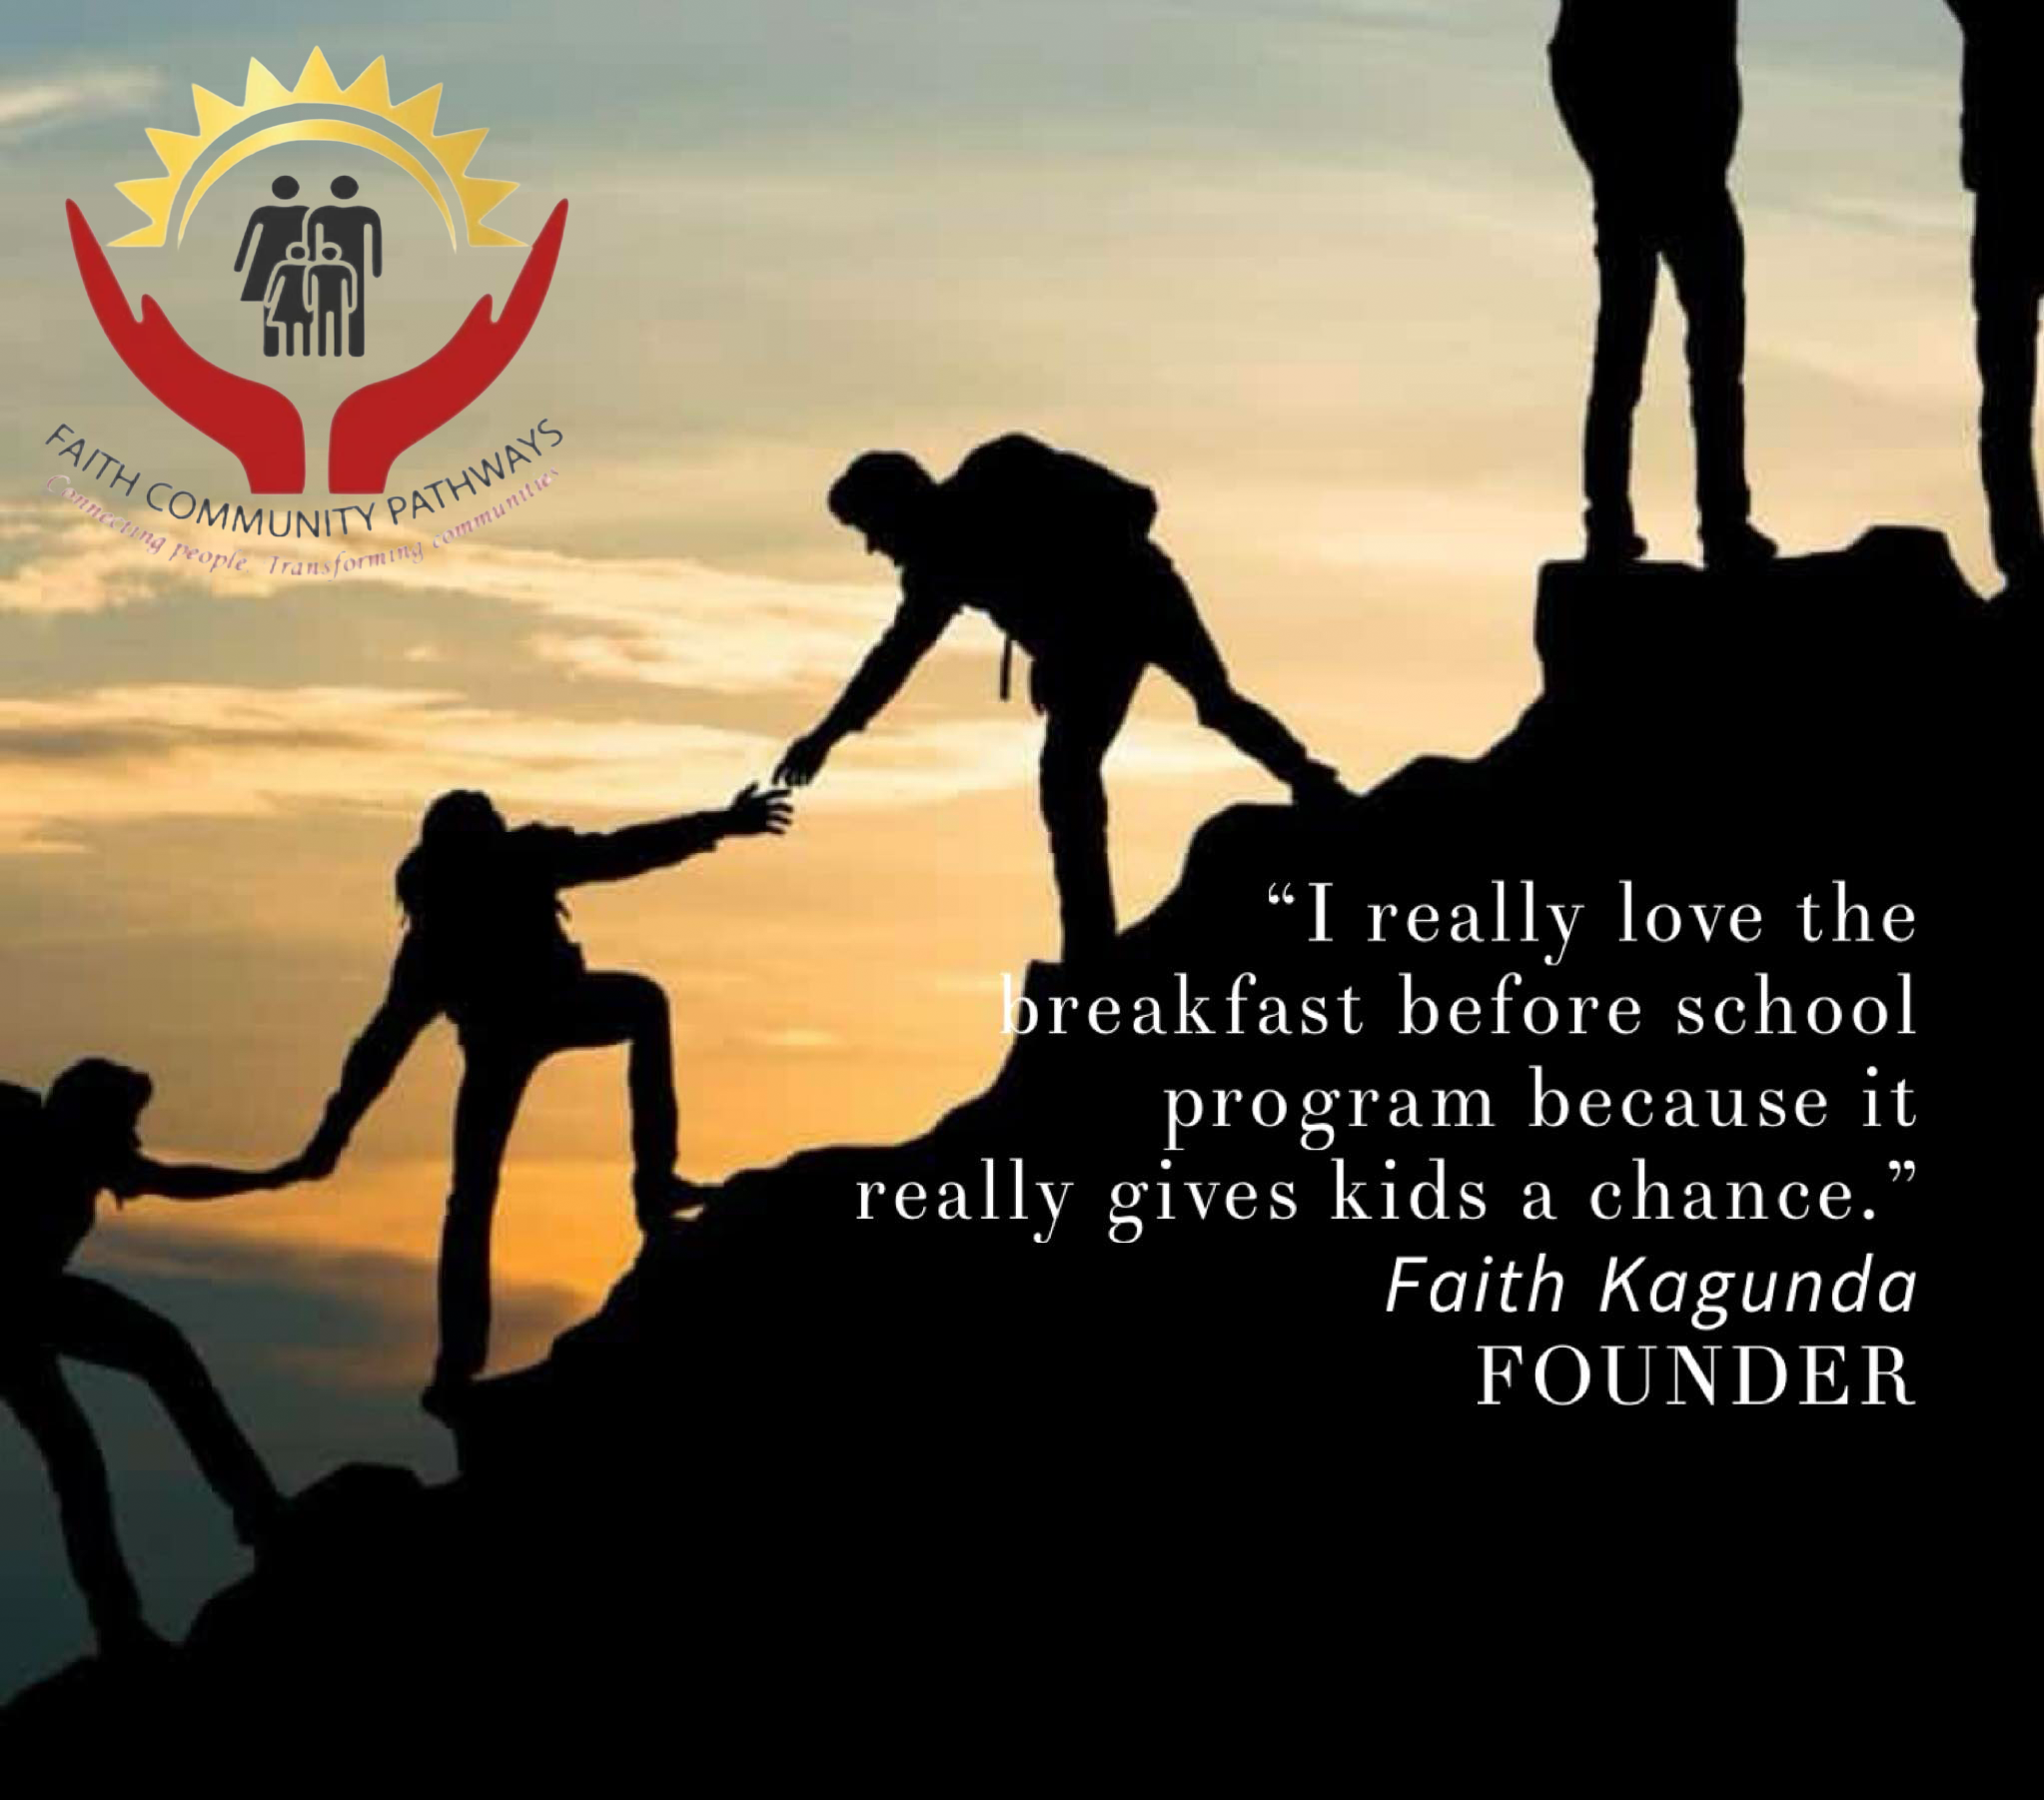 FAITH COMMUNITY PATHWAYS
Connecting people. Transforming communities
“I really love the
breakfast before school
program because it
really gives kids a chance.”
Faith Kagunda
FOUNDER